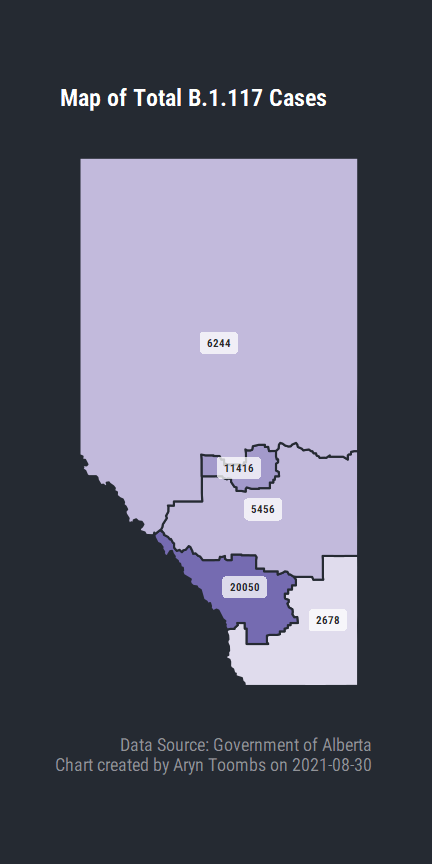 Map of Total B.1.117 Cases
6244
11416
5456
20050
2678
Data Source: Government of Alberta
Chart created by Aryn Toombs on 2021-08-30